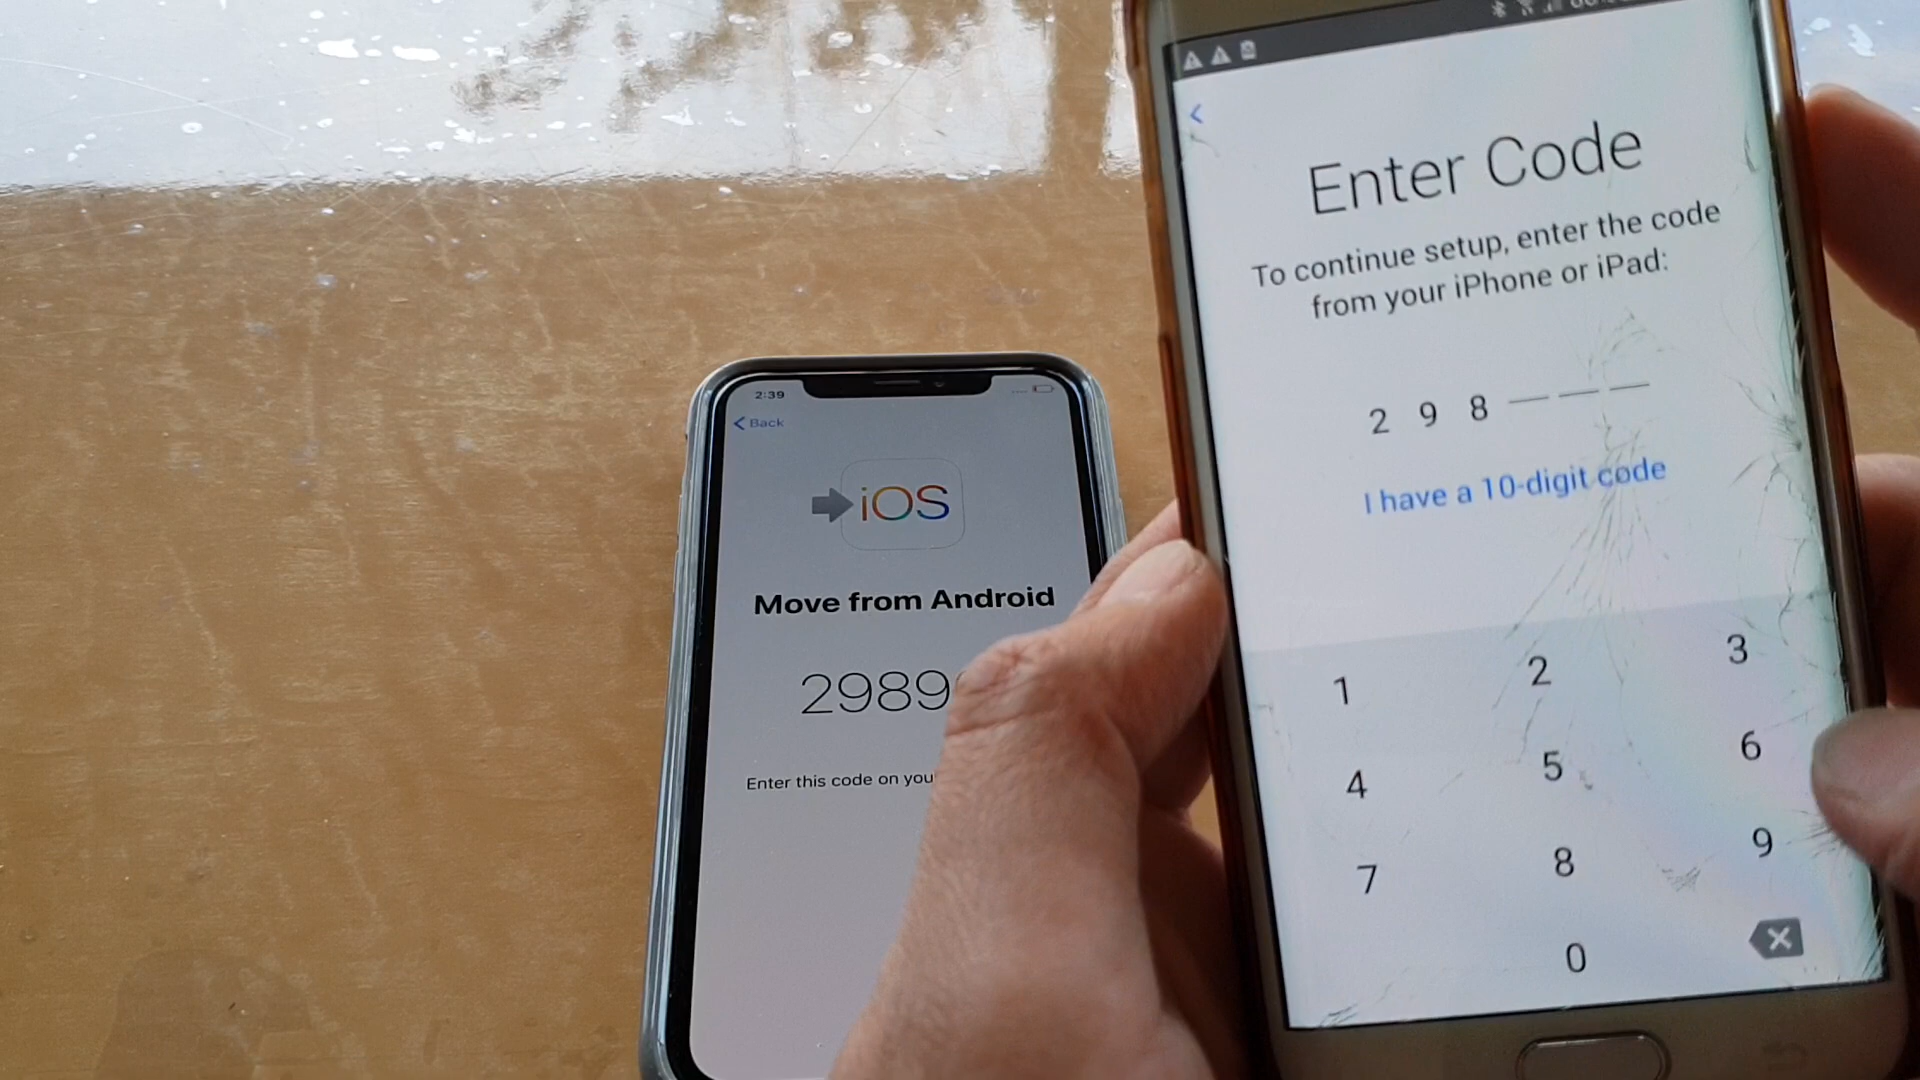 2:39
Back
iOS
Move from Android
2989
Enter this code on you
Enter Code
To continue setup, enter the code
from your iPhone or iPad:
2 9 8 _ _ _
I have a 10-digit code
1 2 3
4 5 6
7 8 9
0